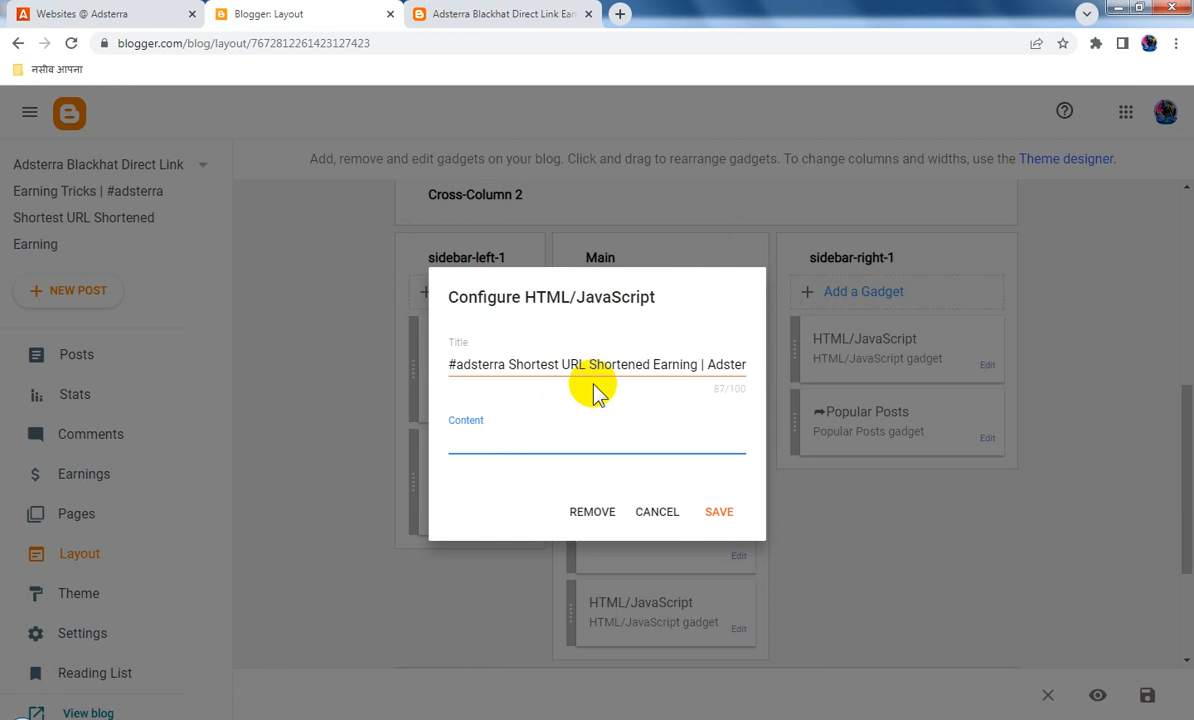 Websites @ Adsterra
Blogger: Layout
Adsterra Blackhat Direct Link Earn
blogger.com/blog/layout/7672812261423127423
नसीब आपना
Adsterra Blackhat Direct Link
Earning Tricks | #adsterra
Shortest URL Shortened
Earning
NEW POST
Posts
Stats
Comments
Earnings
Pages
Layout
Theme
Settings
Reading List
View blog
Add, remove and edit gadgets on your blog. Click and drag to rearrange gadgets. To change columns and widths, use the Theme designer.
Cross-Column 2
sidebar-left-1
Main
sidebar-right-1
Add a Gadget
HTML/JavaScript
HTML/JavaScript gadget
Edit
➦Popular Posts
Popular Posts gadget
Edit
Configure HTML/JavaScript
Title
#adsterra Shortest URL Shortened Earning | Adster
87/100
Content
REMOVE
CANCEL
SAVE
Edit
HTML/JavaScript
HTML/JavaScript gadget
Edit